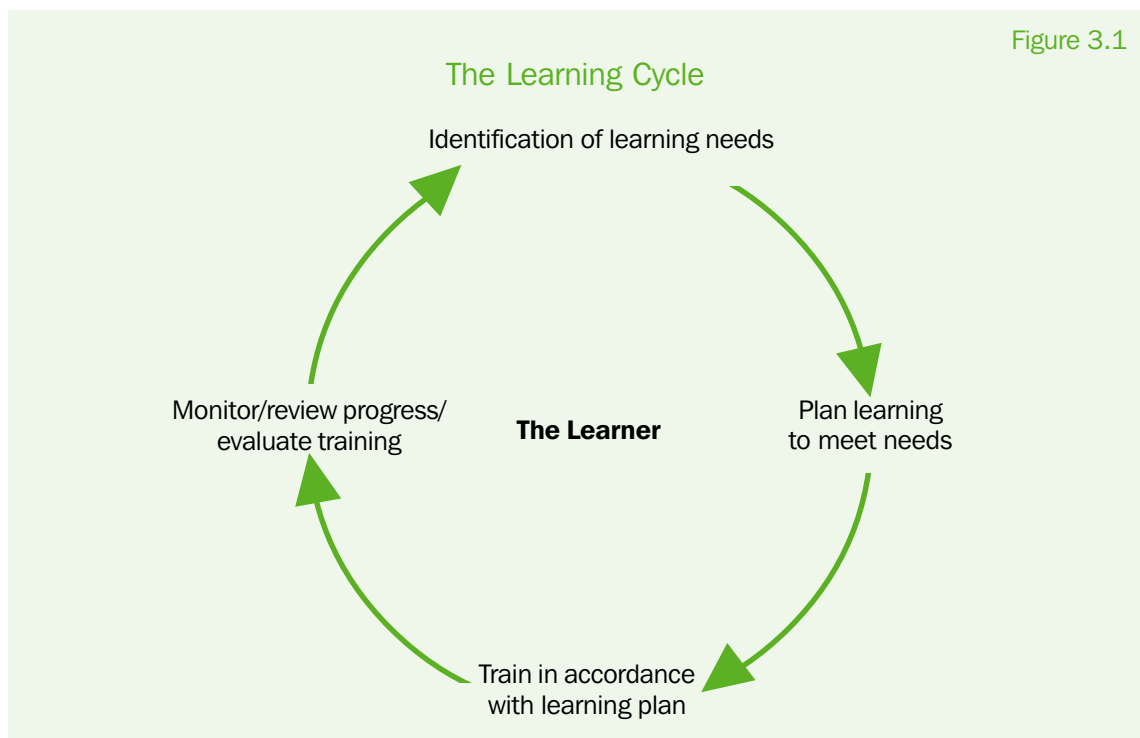 Figure 3.1
The Learning Cycle
Identification of learning needs
Plan learning
to meet needs
Train in accordance
with learning plan
Monitor/review progress/
evaluate training
The Learner